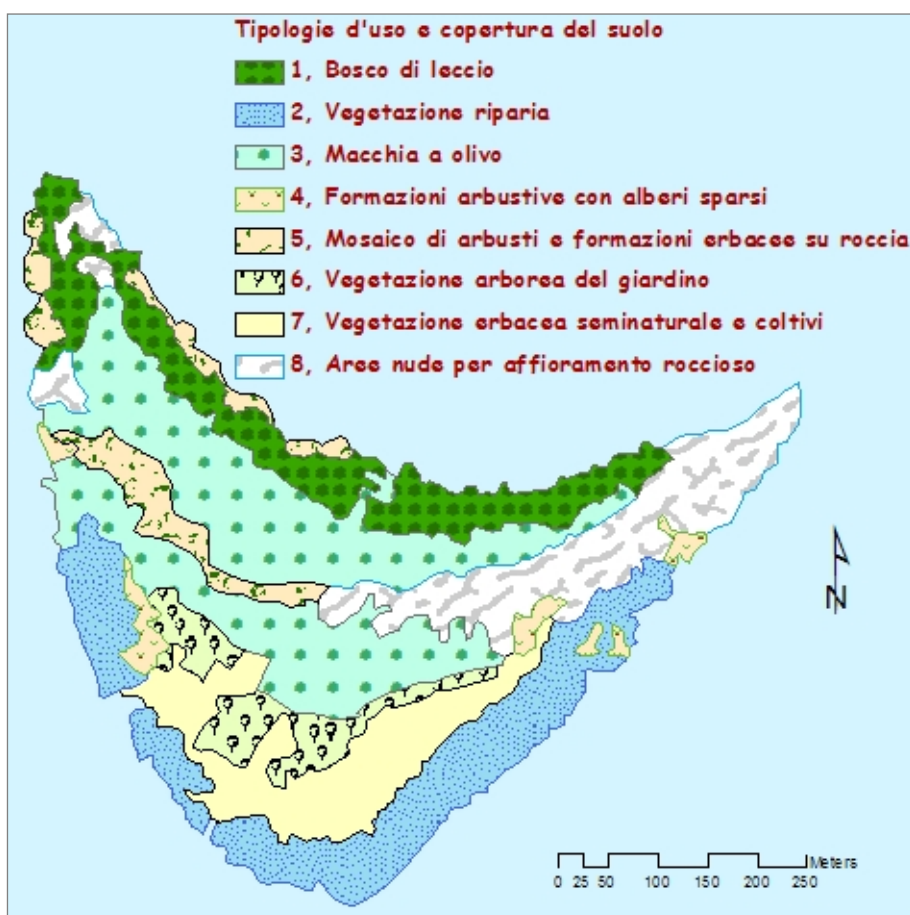 Tipologie d'uso e copertura del suolo
1, Bosco di leccio
2, Vegetazione riparia
3, Macchia a olivo
4, Formazioni arbustive con alberi sparsi
5, Mosaico di arbusti e formazioni erbacee su roccia
6, Vegetazione arborea del giardino
7, Vegetazione erbacea seminaturale e coltivi
8, Aree nude per affioramento roccioso
N
Meters
0 25 50 100 150 200 250